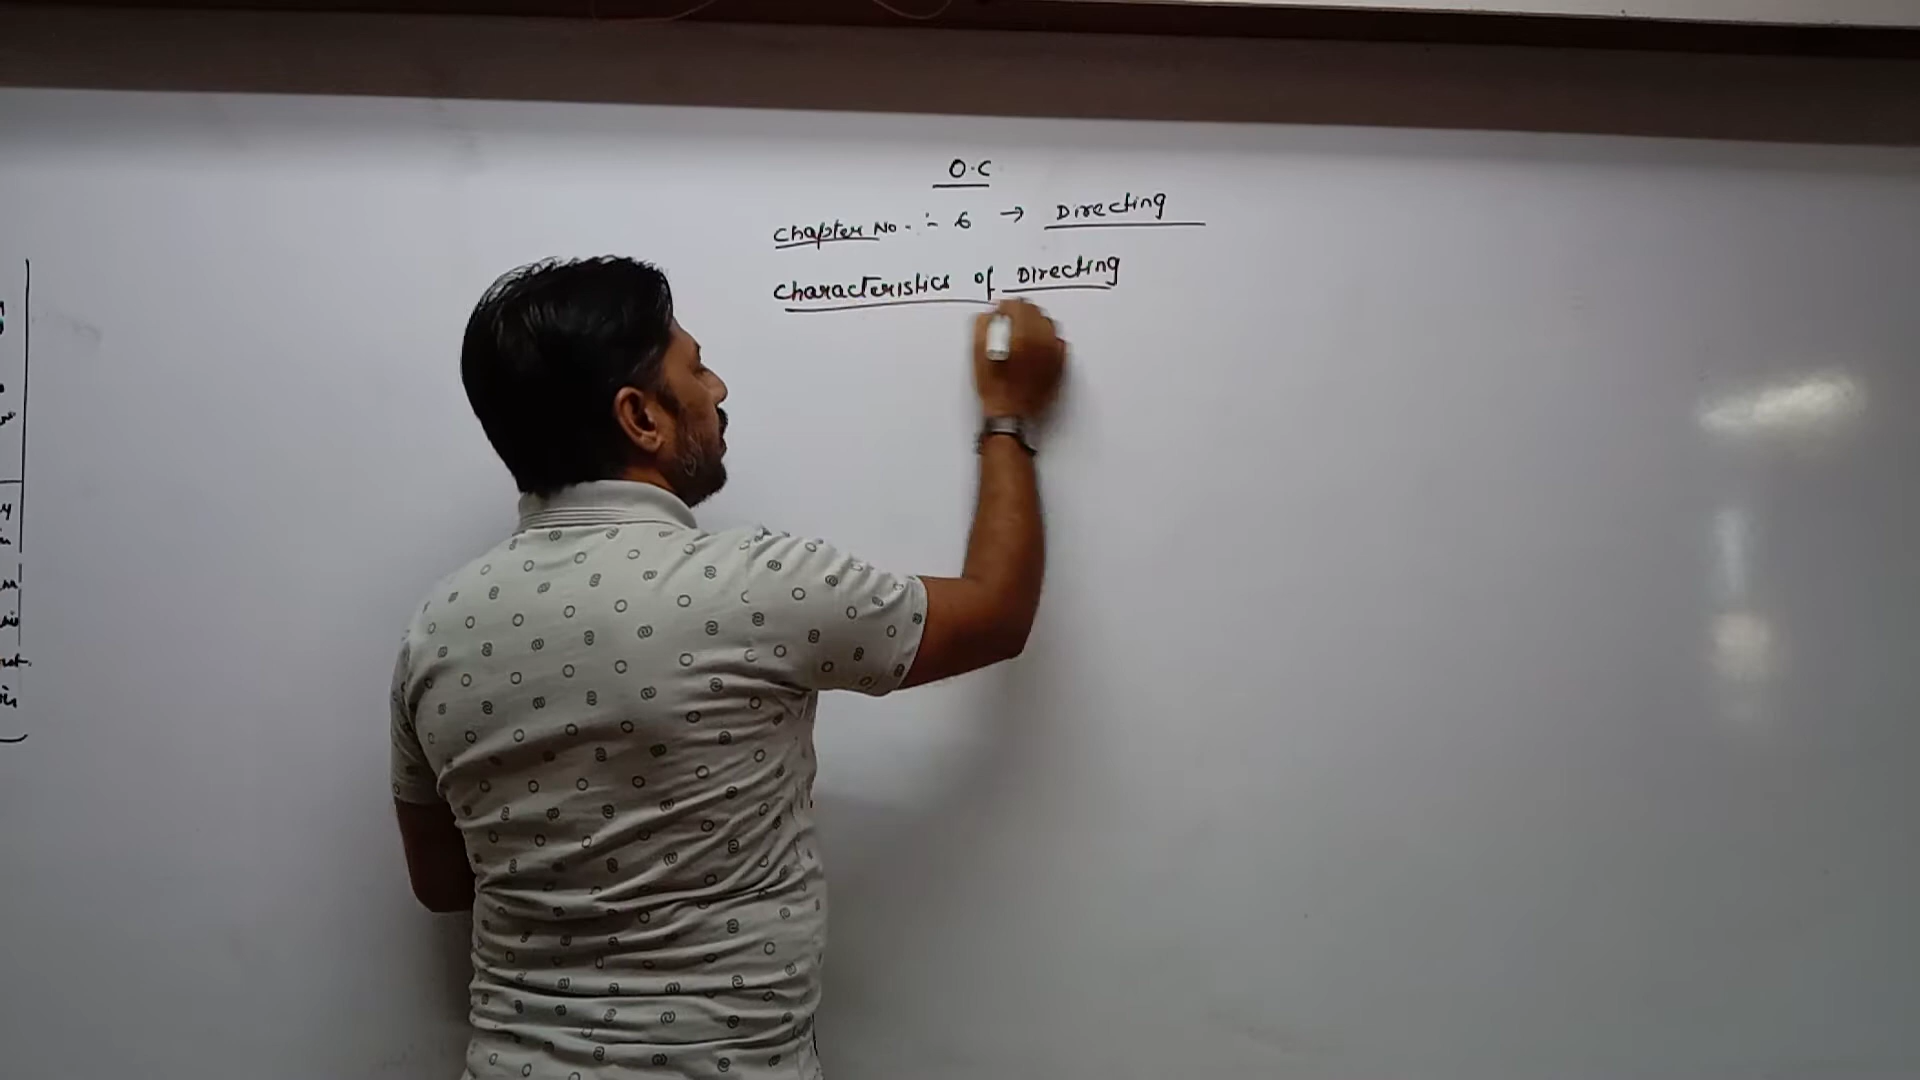 O.C
Chapter No. :- 6 → Directing
Characteristics of Directing